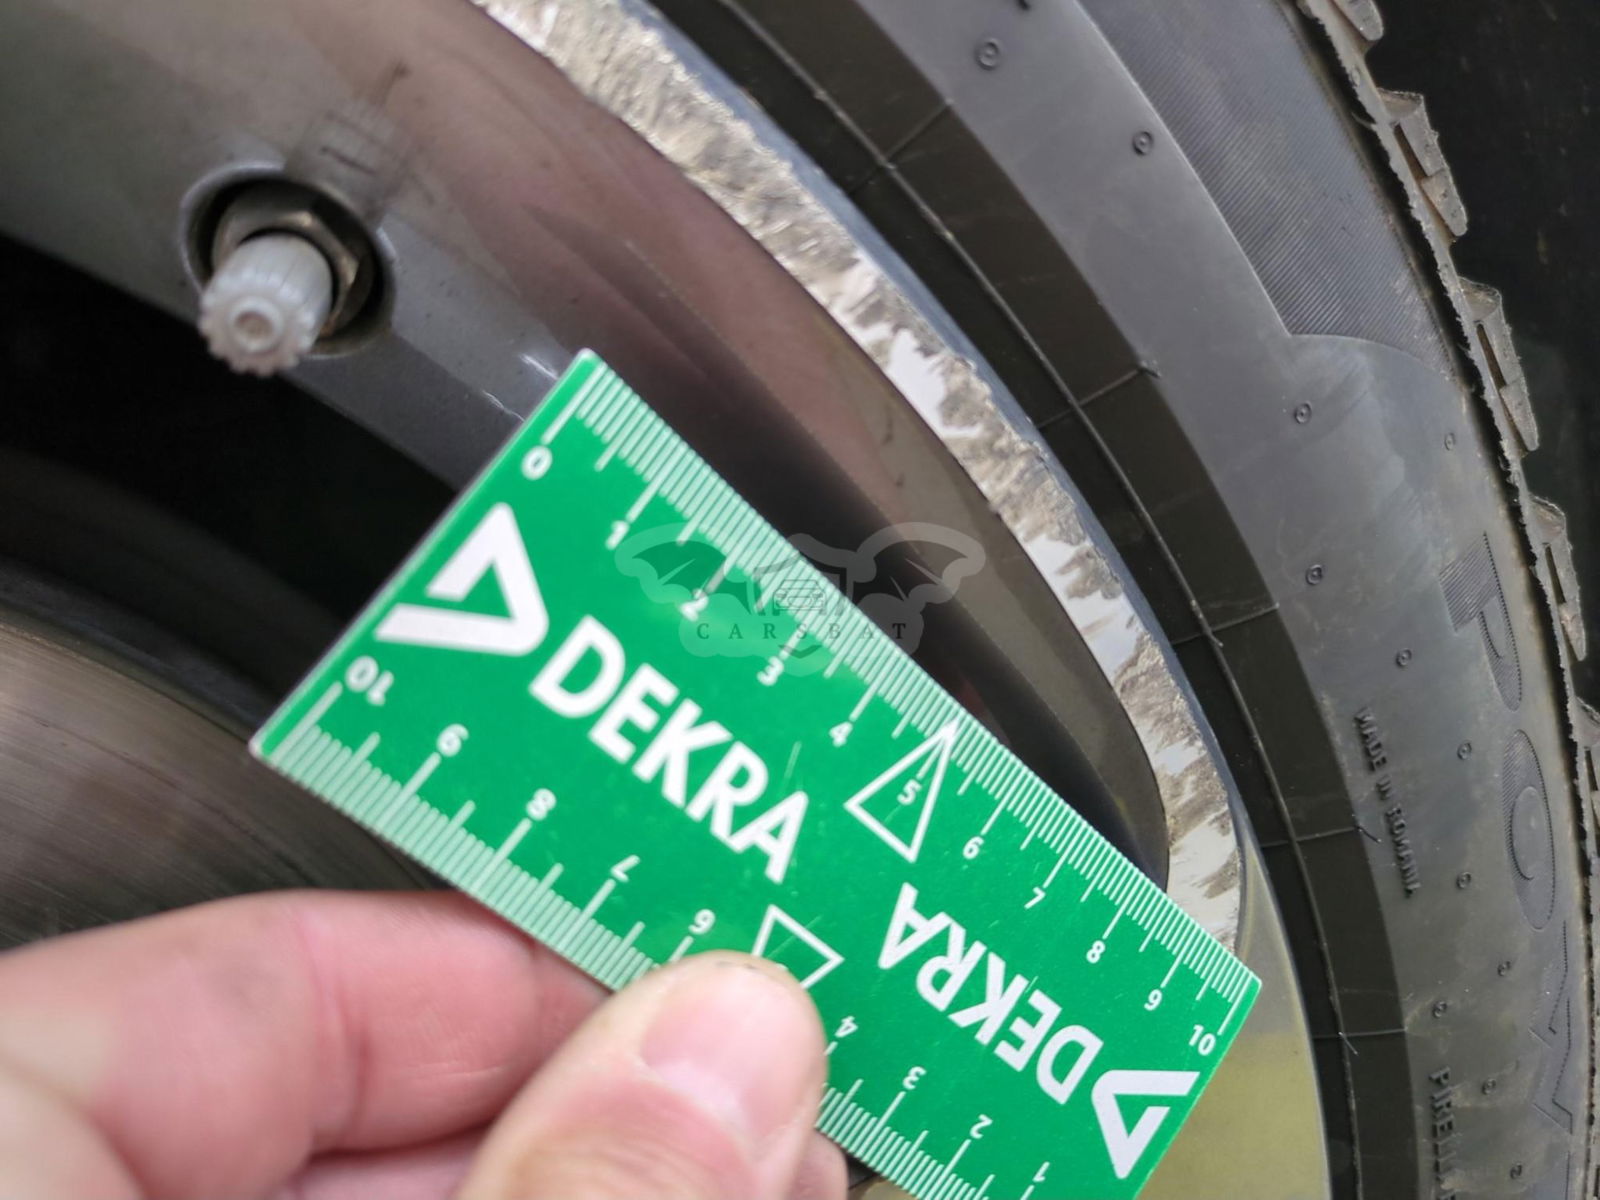 0 1 2 3 4 5 6 7 8 9 10
DEKRA
CARSBAT
10 9 8 7 6 4 3 2 1
DEKRA
MADE IN ROMANIA
POW
PIRELLI